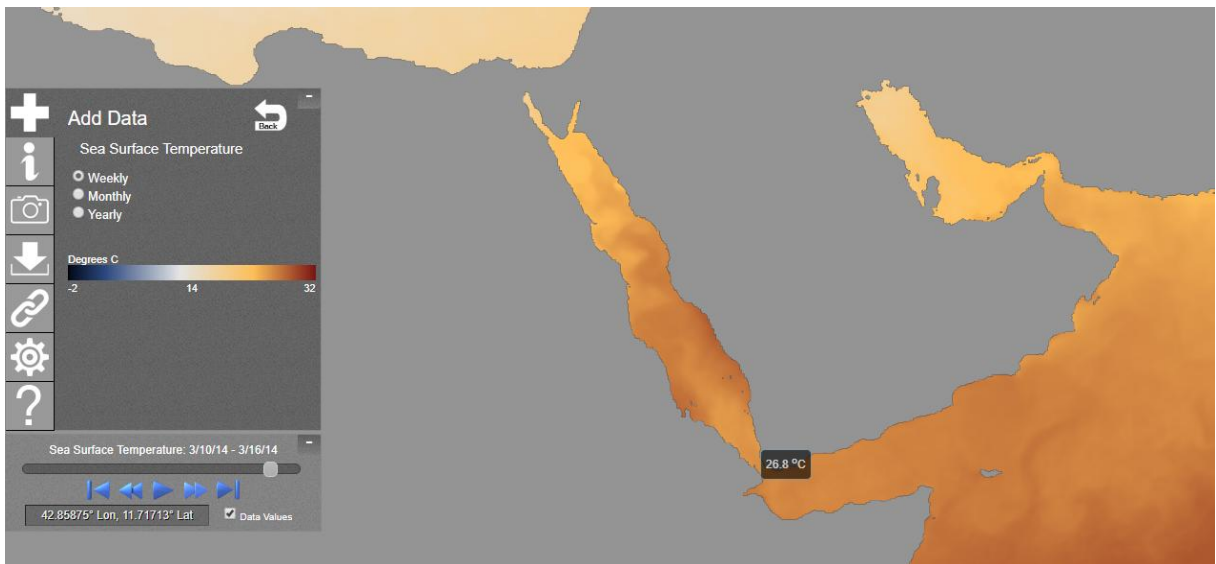 Add Data
Back
Sea Surface Temperature
Weekly
Monthly
Yearly
Degrees C
-2 14 32
Sea Surface Temperature: 3/10/14 - 3/16/14
42.85875° Lon, 11.71713° Lat
Data Values
26.8 ºC